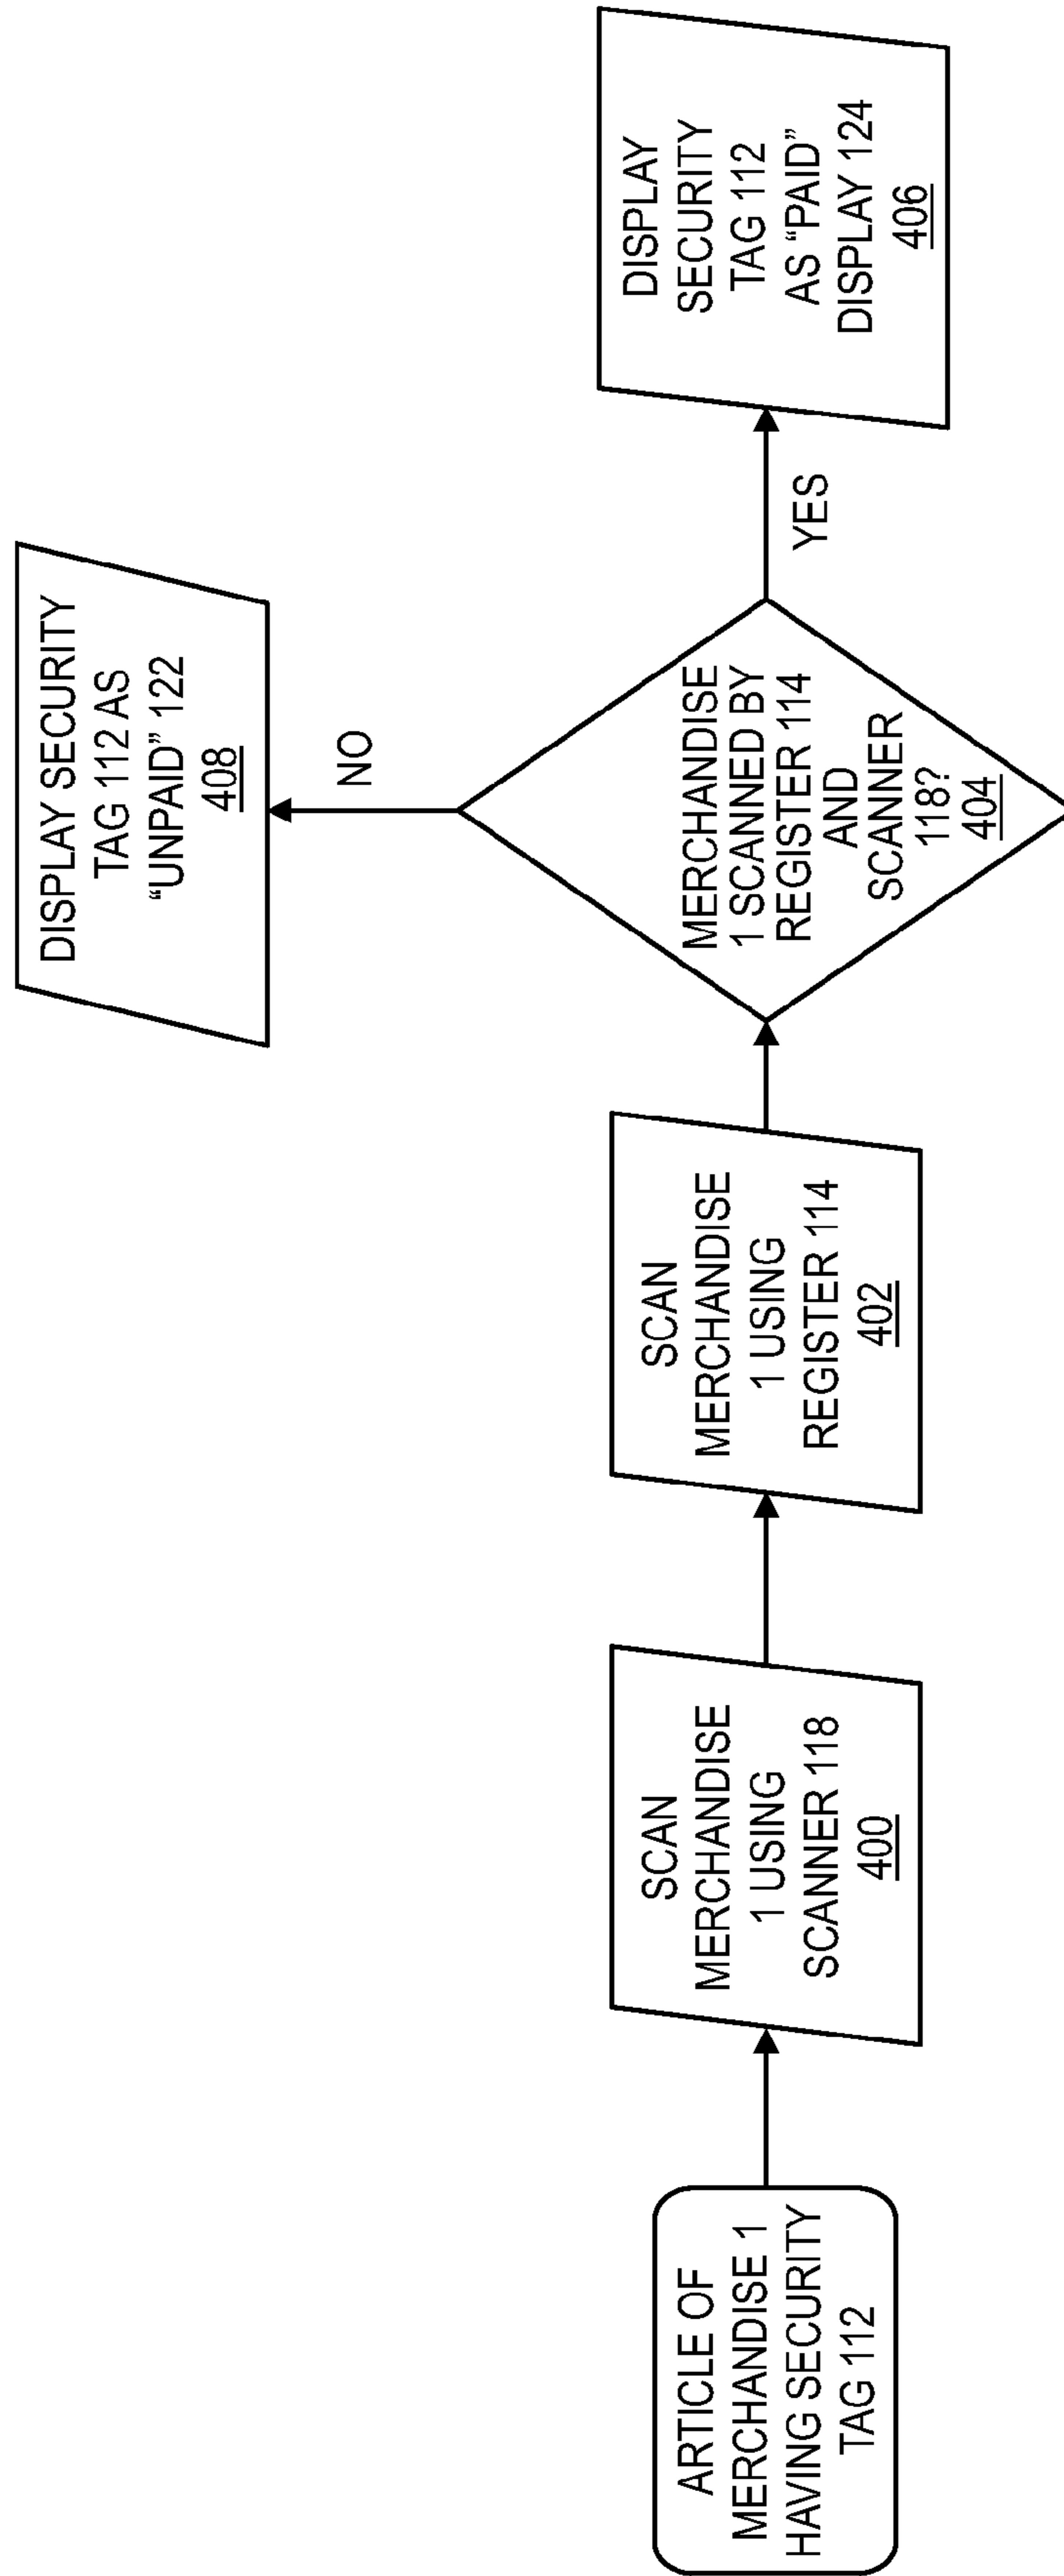 ARTICLE OF
MERCHANDISE 1
HAVING SECURITY
TAG 112
SCAN
MERCHANDISE
1 USING
SCANNER 118
400
SCAN
MERCHANDISE
1 USING
REGISTER 114
402
MERCHANDISE
1 SCANNED BY
REGISTER 114
AND
SCANNER
118?
404
NO
DISPLAY SECURITY
TAG 112 AS
“UNPAID” 122
408
YES
DISPLAY
SECURITY
TAG 112
AS “PAID”
DISPLAY 124
406